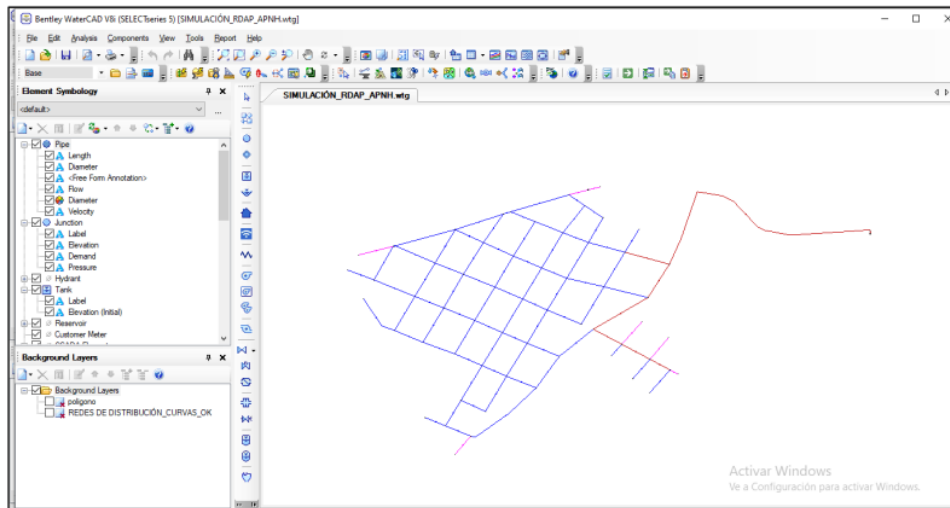 Bentley WaterCAD V8i (SELECTseries 5) [SIMULACIÓN_RDAP_APNH.wtg]
File Edit Analysis Components View Tools Report Help
Base
Element Symbology
<default>
Pipe
Length
Diameter
<Free Form Annotation>
Flow
Diameter
Velocity
Junction
Label
Elevation
Demand
Pressure
Hydrant
Tank
Label
Elevation (Initial)
Reservoir
Customer Meter
Background Layers
Background Layers
poligono
REDES DE DISTRIBUCIÓN_CURVAS_OK
SIMULACIÓN_RDAP_APNH.wtg
Activar Windows
Ve a Configuración para activar Windows.